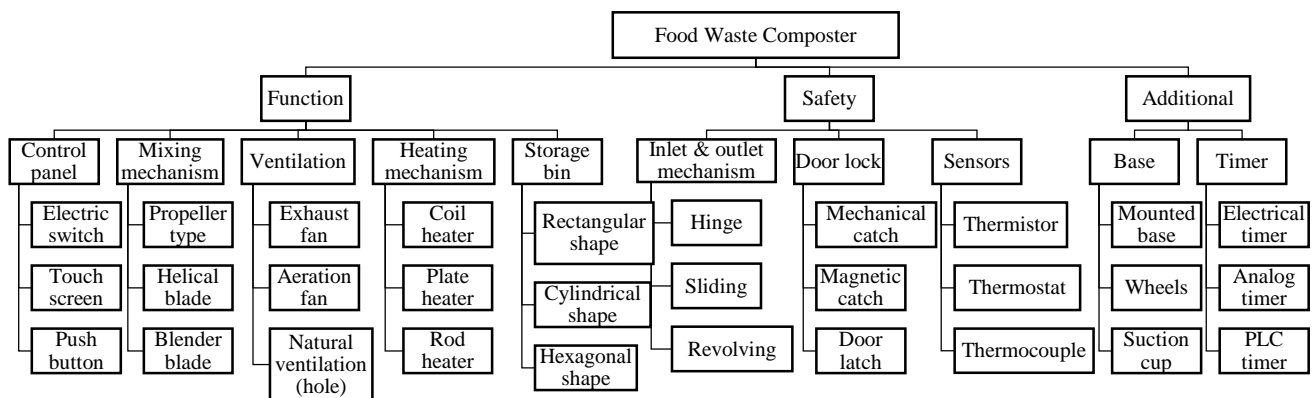 Food Waste Composter
Function
Safety
Additional
Control
panel
Mixing
mechanism
Ventilation
Heating
mechanism
Storage
bin
Inlet & outlet
mechanism
Door lock
Sensors
Base
Timer
Electric
switch
Touch
screen
Push
button
Propeller
type
Helical
blade
Blender
blade
Exhaust
fan
Aeration
fan
Natural
ventilation
(hole)
Coil
heater
Plate
heater
Rod
heater
Rectangular
shape
Cylindrical
shape
Hexagonal
shape
Hinge
Sliding
Revolving
Mechanical
catch
Magnetic
catch
Door
latch
Thermistor
Thermostat
Thermocouple
Mounted
base
Wheels
Suction
cup
Electrical
timer
Analog
timer
PLC
timer